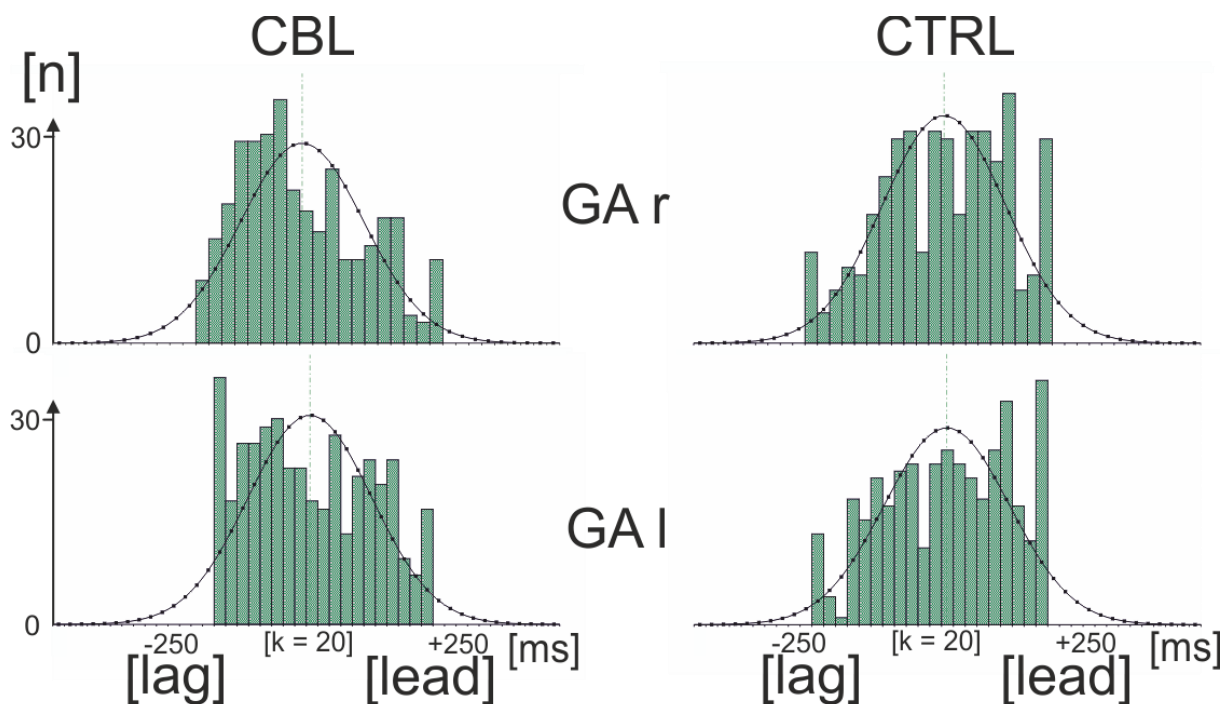 CBL CTRL
[n]
30
GA r
0
30
GA l
0
-250 [k = 20] +250 [ms] -250 [k = 20] +250 [ms]
[lag] [lead] [lag] [lead]